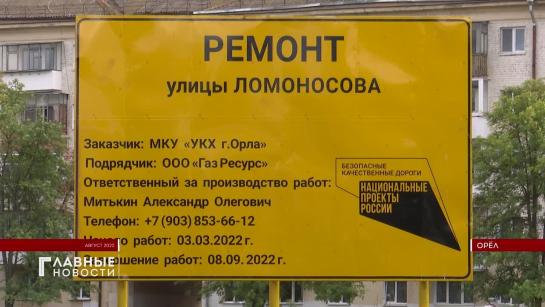 РЕМОНТ
улицы ЛОМОНОСОВА
Заказчик: МКУ «УКХ г.Орла»
Подрядчик: ООО «Газ Ресурс»
Ответственный за производство работ:
Митькин Александр Олегович
Телефон: +7 (903) 853-66-12
работ: 03.03.2022 г.
работ: 08.09.2022 г.
БЕЗОПАСНЫЕ
КАЧЕСТВЕННЫЕ ДОРОГИ
НАЦИОНАЛЬНЫЕ
ПРОЕКТЫ
РОССИИ
АВГУСТ 2022
ОРЁЛ
ГЛАВНЫЕ
НОВОСТИ